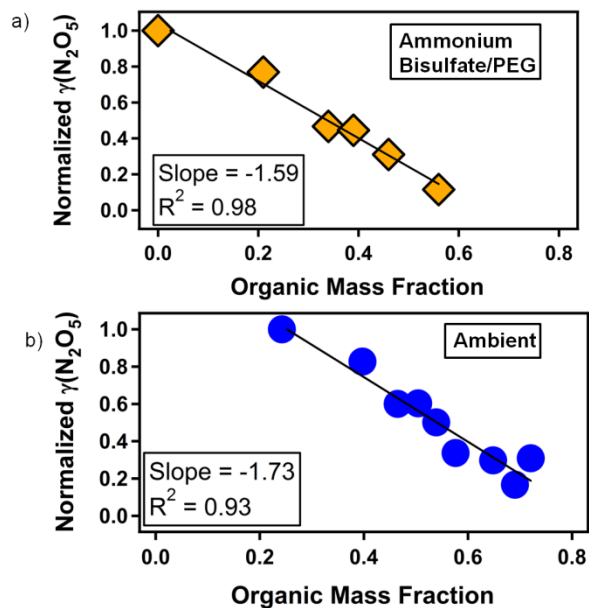 a)
Normalized γ(N₂O₅)
1.0
0.8
0.6
0.4
0.2
0.0
Ammonium
Bisulfate/PEG
Slope = -1.59
R² = 0.98
0.0 0.2 0.4 0.6 0.8
Organic Mass Fraction
b)
Normalized γ(N₂O₅)
1.0
0.8
0.6
0.4
0.2
0.0
Ambient
Slope = -1.73
R² = 0.93
0.0 0.2 0.4 0.6 0.8
Organic Mass Fraction